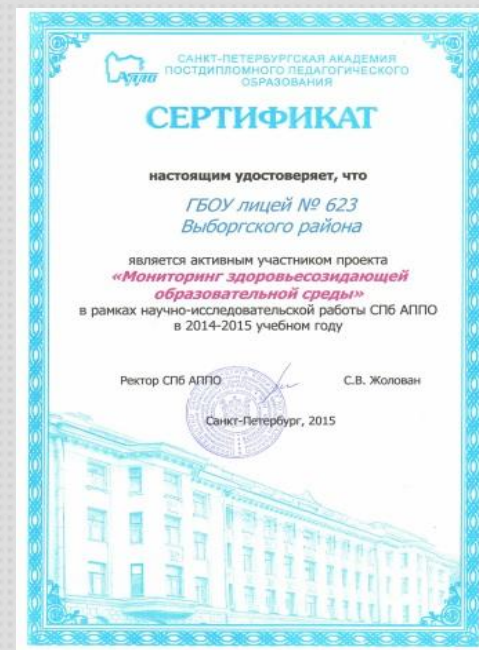 АППО
САНКТ-ПЕТЕРБУРГСКАЯ АКАДЕМИЯ
ПОСТДИПЛОМНОГО ПЕДАГОГИЧЕСКОГО
ОБРАЗОВАНИЯ
СЕРТИФИКАТ
настоящим удостоверяет, что
ГБОУ лицей № 623
Выборгского района
является активным участником проекта
«Мониторинг здоровьесозидающей
образовательной среды»
в рамках научно-исследовательской работы СПб АППО
в 2014-2015 учебном году
Ректор СПб АППО С.В. Жолован
Санкт-Петербург, 2015